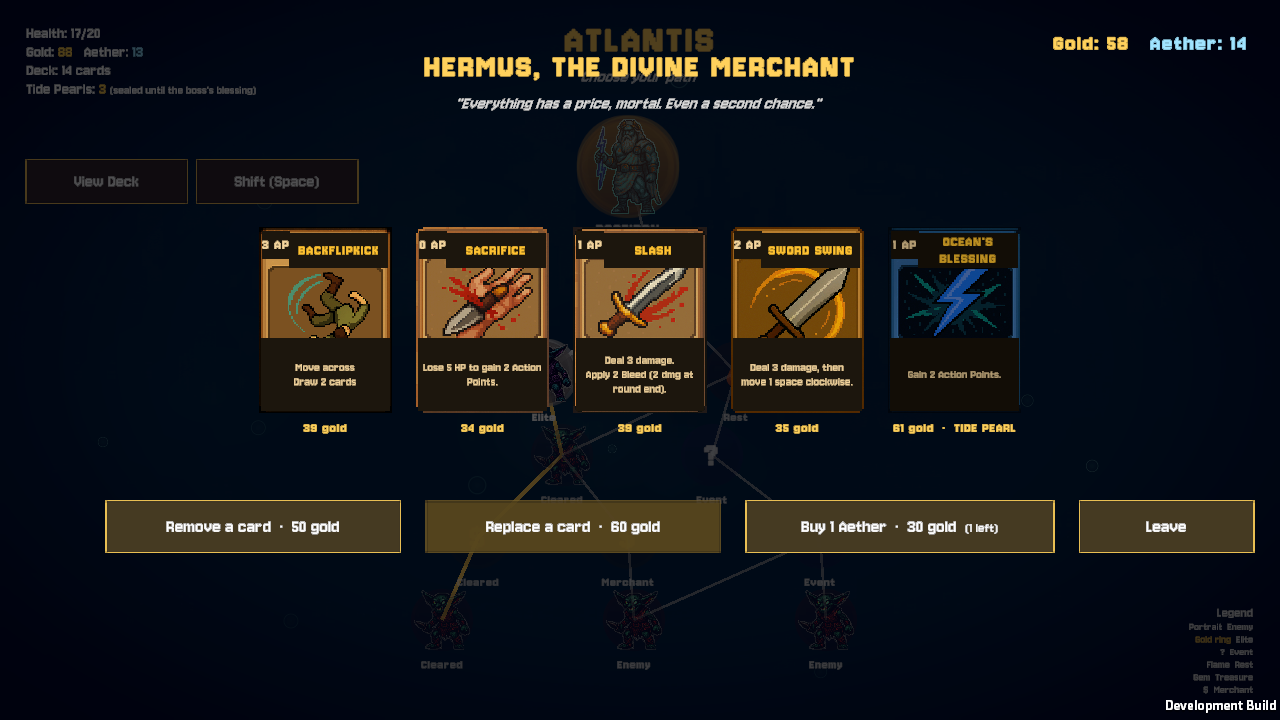 Health: 17/20
Gold: 88 Aether: 13
Deck: 14 cards
Tide Pearls: 3 (sealed until the boss's blessing)
ATLANTIS
choose your path
HERMUS, THE DIVINE MERCHANT
Gold: 58 Aether: 14
"Everything has a price, mortal. Even a second chance."
View Deck
Shift (Space)
3 AP BACKFLIPKICK
Move across
Draw 2 cards
39 gold
0 AP SACRIFICE
Lose 5 HP to gain 2 Action
Points.
34 gold
1 AP SLASH
Deal 3 damage.
Apply 2 Bleed (2 dmg at
round end).
39 gold
2 AP SWORD SWING
Deal 3 damage, then
move 1 space clockwise.
35 gold
1 AP OCEAN'S
BLESSING
Gain 2 Action Points.
61 gold · TIDE PEARL
Elite
Rest
?
Cleared
Event
Remove a card · 50 gold
Replace a card · 60 gold
Buy 1 Aether · 30 gold (1 left)
Leave
Cleared
Merchant
Event
Cleared
Enemy
Enemy
Legend
Portrait Enemy
Gold ring Elite
? Event
Flame Rest
Gem Treasure
$ Merchant
Development Build